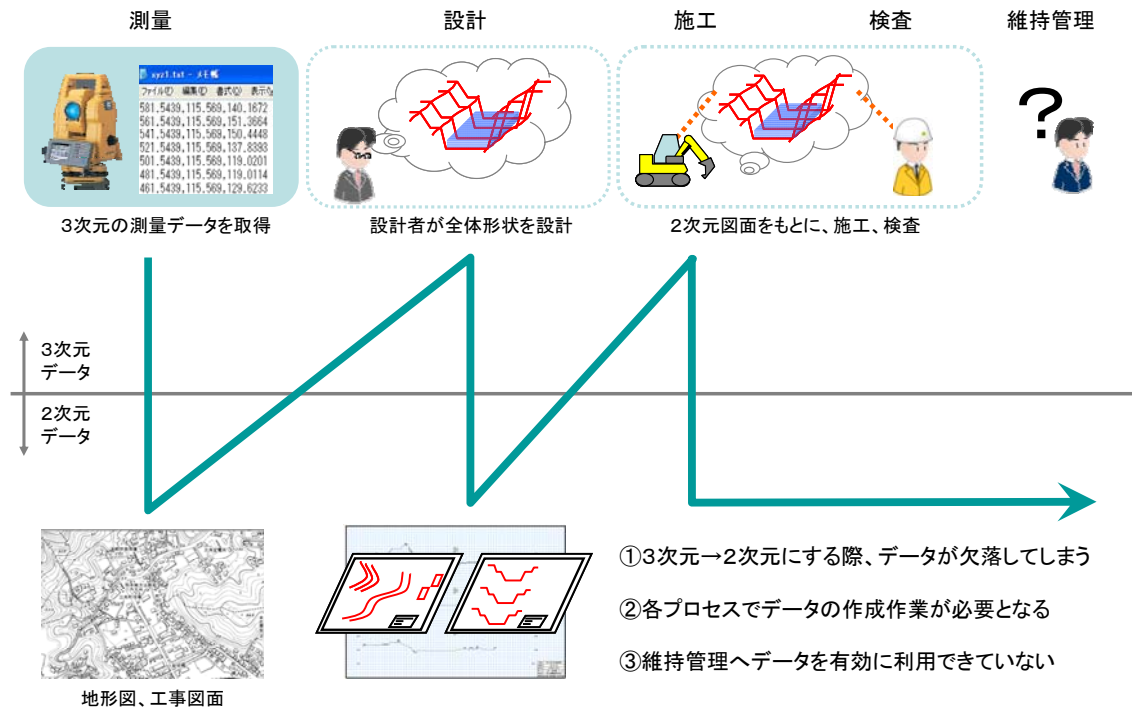 測量
設計
施工
検査
維持管理
xyz1.txt - メモ帳
ファイル(F) 編集(E) 書式(O) 表示(
581.5439,115.569,140.1672
561.5439,115.569,151.3664
541.5439,115.569,150.4448
521.5439,115.569,137.8393
501.5439,115.569,119.0201
481.5439,115.569,119.0114
461.5439,115.569,129.6233
?
3次元の測量データを取得
設計者が全体形状を設計
2次元図面をもとに、施工、検査
3次元
データ
2次元
データ
①3次元→2次元にする際、データが欠落してしまう
②各プロセスでデータの作成作業が必要となる
③維持管理へデータを有効に利用できていない
地形図、工事図面